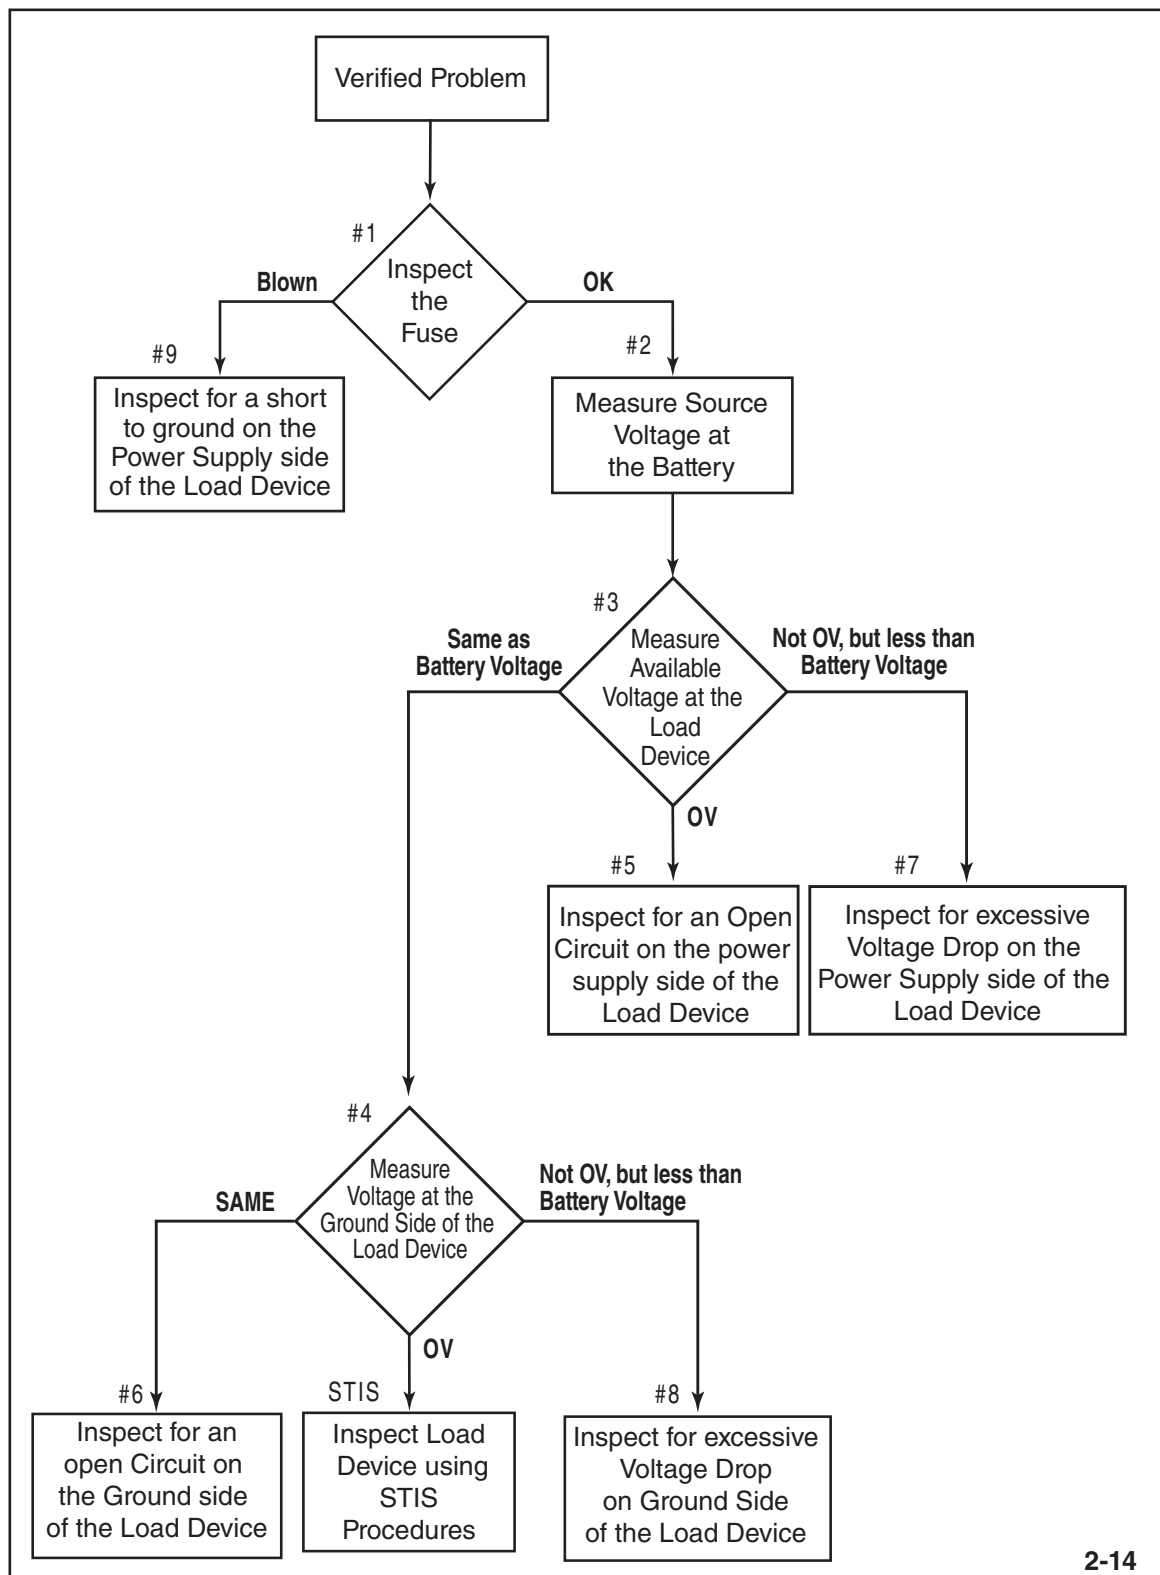 Verified Problem
#1
Inspect
the
Fuse
Blown
OK
#9
Inspect for a short
to ground on the
Power Supply side
of the Load Device
#2
Measure Source
Voltage at
the Battery
#3
Measure
Available
Voltage at the
Load
Device
Same as
Battery Voltage
Not OV, but less than
Battery Voltage
OV
#5
Inspect for an Open
Circuit on the power
supply side of the
Load Device
#7
Inspect for excessive
Voltage Drop on the
Power Supply side of the
Load Device
#4
Measure
Voltage at the
Ground Side of the
Load Device
SAME
Not OV, but less than
Battery Voltage
OV
#6
Inspect for an
open Circuit on
the Ground side
of the Load Device
STIS
Inspect Load
Device using
STIS
Procedures
#8
Inspect for excessive
Voltage Drop
on Ground Side
of the Load Device
2-14